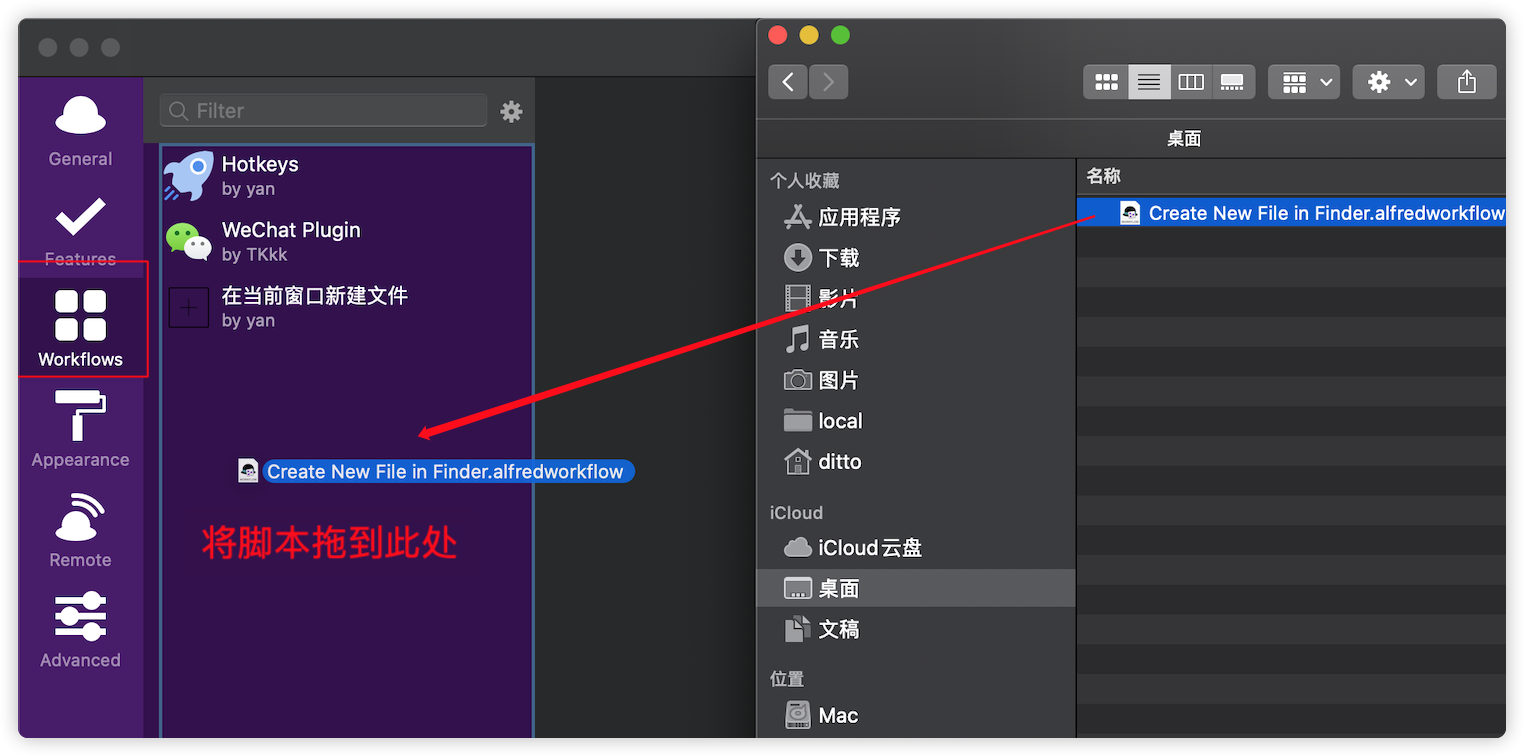 Filter
General
Features
Workflows
Appearance
Remote
Advanced
Hotkeys
by yan
WeChat Plugin
by TKkk
在当前窗口新建文件
by yan
Create New File in Finder.alfredworkflow
将脚本拖到此处
桌面
个人收藏
应用程序
下载
影片
音乐
图片
local
ditto
iCloud
iCloud云盘
桌面
文稿
位置
Mac
名称
Create New File in Finder.alfredworkflow